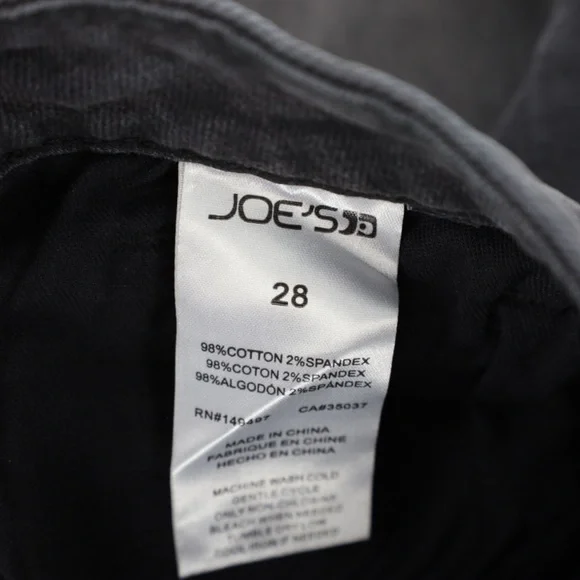 JOE'S
28
98%COTTON 2%SPANDEX
98%COTON 2%SPANDEX
98%ALGODÓN 2%SPANDEX
CA#35037
MADE IN CHINA
FABRIQUE EN CHINE
HECHO EN CHINA
MACHINE WASH COLD
GENTLE CYCLE
ONLY NON-CHLORINE
BLEACH WHEN NEEDED
TUMBLE DRY LOW
COOL IRON IF NEEDED